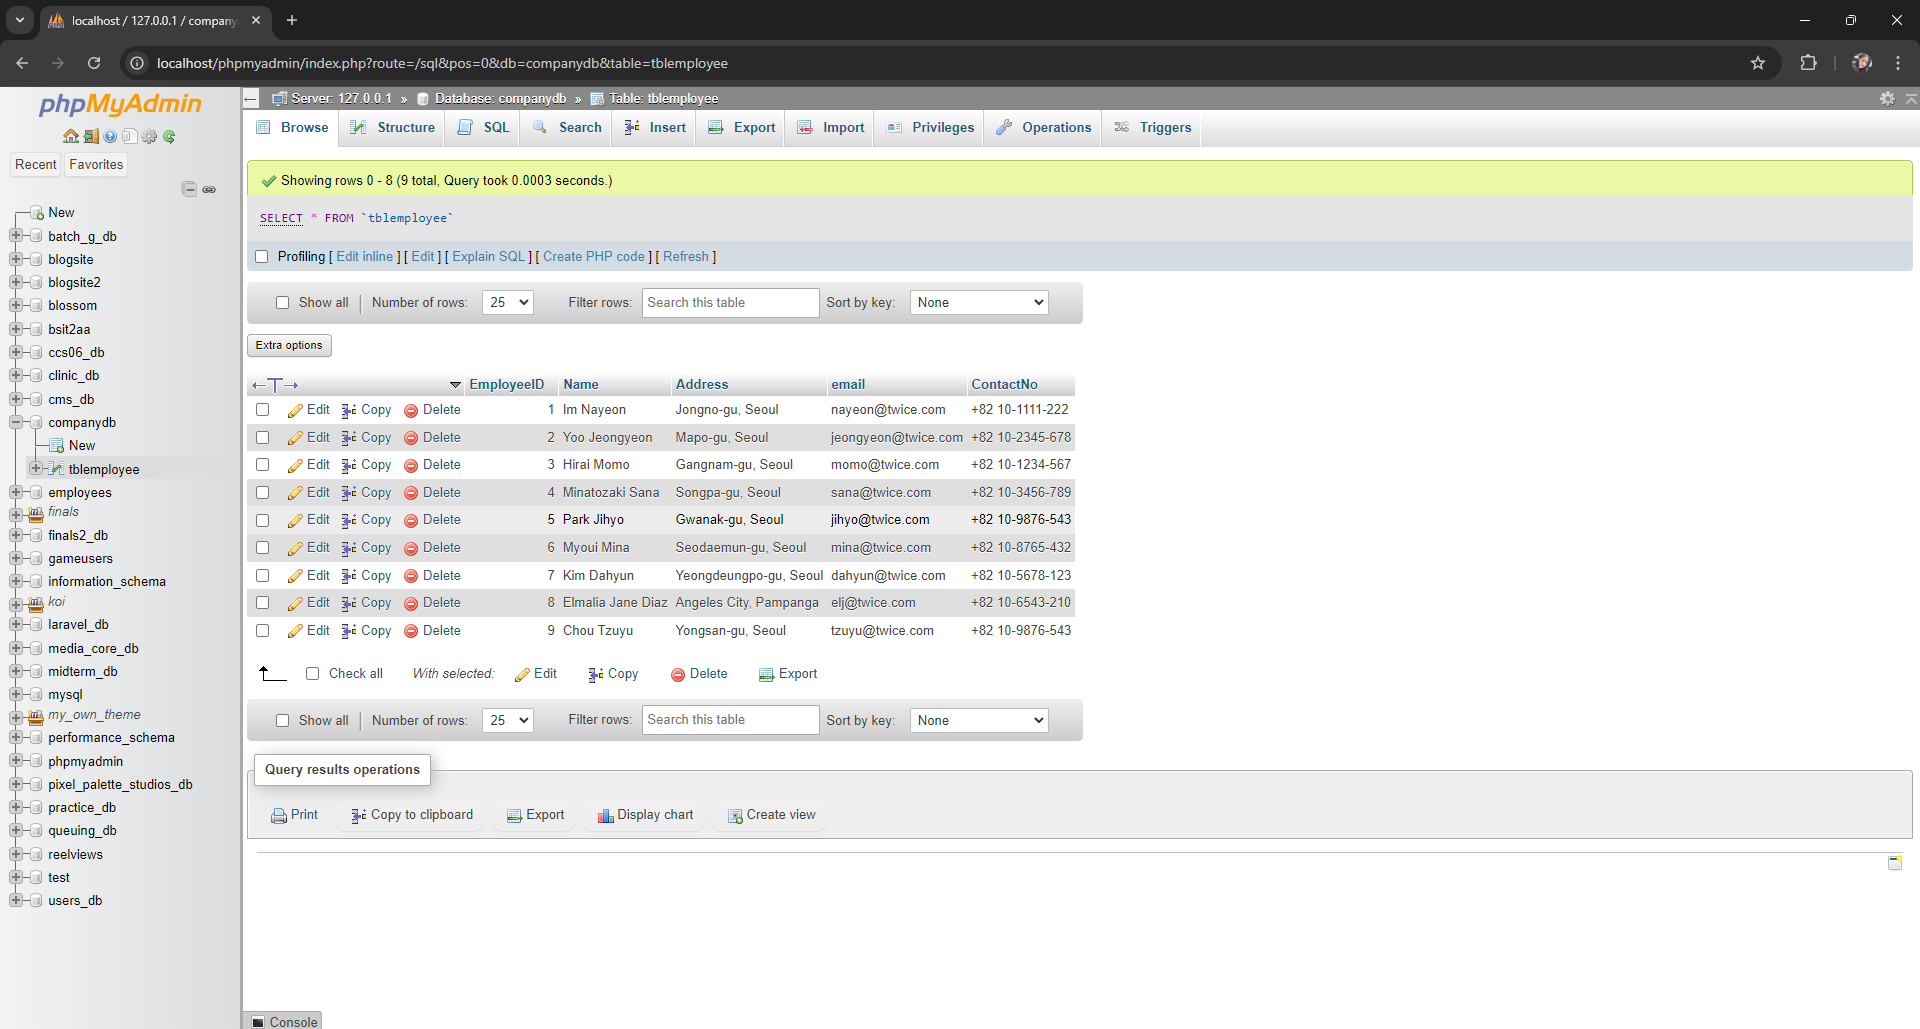 localhost / 127.0.0.1 / company
localhost/phpmyadmin/index.php?route=/sql&pos=0&db=companydb&table=tblemployee
phpMyAdmin
Recent Favorites
New
batch_g_db
blogsite
blogsite2
blossom
bsit2aa
ccs06_db
clinic_db
cms_db
companydb
New
tblemployee
employees
finals
finals2_db
gameusers
information_schema
koi
laravel_db
media_core_db
midterm_db
mysql
my_own_theme
performance_schema
phpmyadmin
pixel_palette_studios_db
practice_db
queuing_db
reelviews
test
users_db
Server: 127.0.0.1 » Database: companydb » Table: tblemployee
Browse Structure SQL Search Insert Export Import Privileges Operations Triggers
Showing rows 0 - 8 (9 total, Query took 0.0003 seconds.)
SELECT * FROM `tblemployee`
Profiling [ Edit inline ] [ Edit ] [ Explain SQL ] [ Create PHP code ] [ Refresh ]
Show all Number of rows: 25 Filter rows: Search this table Sort by key: None
Extra options
←T→ EmployeeID Name Address email ContactNo
Edit Copy Delete 1 Im Nayeon Jongno-gu, Seoul nayeon@twice.com +82 10-1111-222
Edit Copy Delete 2 Yoo Jeongyeon Mapo-gu, Seoul jeongyeon@twice.com +82 10-2345-678
Edit Copy Delete 3 Hirai Momo Gangnam-gu, Seoul momo@twice.com +82 10-1234-567
Edit Copy Delete 4 Minatozaki Sana Songpa-gu, Seoul sana@twice.com +82 10-3456-789
Edit Copy Delete 5 Park Jihyo Gwanak-gu, Seoul jihyo@twice.com +82 10-9876-543
Edit Copy Delete 6 Myoui Mina Seodaemun-gu, Seoul mina@twice.com +82 10-8765-432
Edit Copy Delete 7 Kim Dahyun Yeongdeungpo-gu, Seoul dahyun@twice.com +82 10-5678-123
Edit Copy Delete 8 Elmalia Jane Diaz Angeles City, Pampanga elj@twice.com +82 10-6543-210
Edit Copy Delete 9 Chou Tzuyu Yongsan-gu, Seoul tzuyu@twice.com +82 10-9876-543
Check all With selected: Edit Copy Delete Export
Show all Number of rows: 25 Filter rows: Search this table Sort by key: None
Query results operations
Print Copy to clipboard Export Display chart Create view
Console